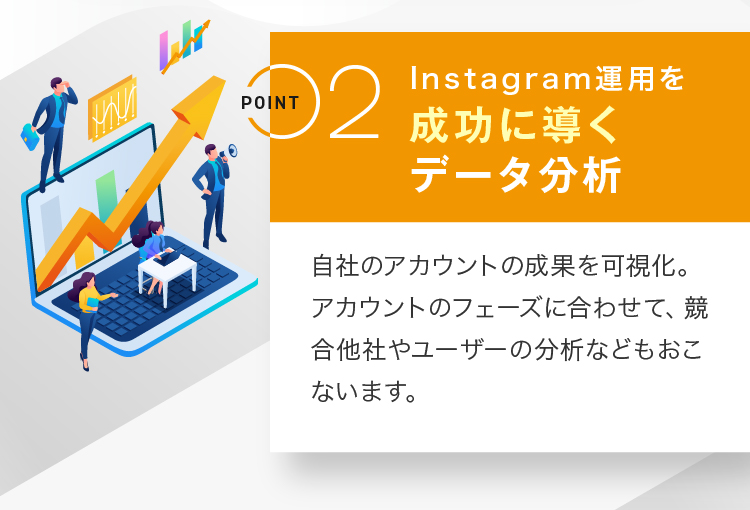 POINT 02
Instagram運用を
成功に導く
データ分析
自社のアカウントの成果を可視化。
アカウントのフェーズに合わせて、競
合他社やユーザーの分析などもおこ
ないます。